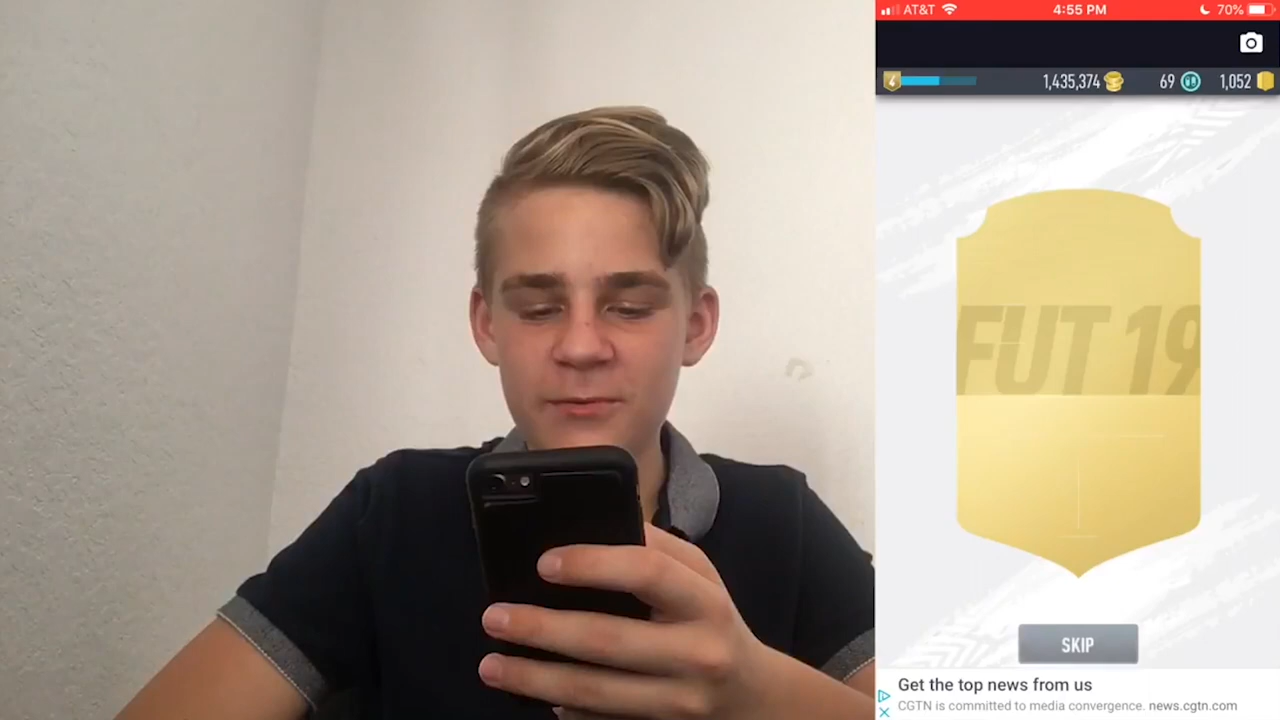 AT&T 4:55 PM 70%
4 1,435,374 69 1,052
FUT 19
SKIP
Get the top news from us
CGTN is committed to media convergence. news.cgtn.com